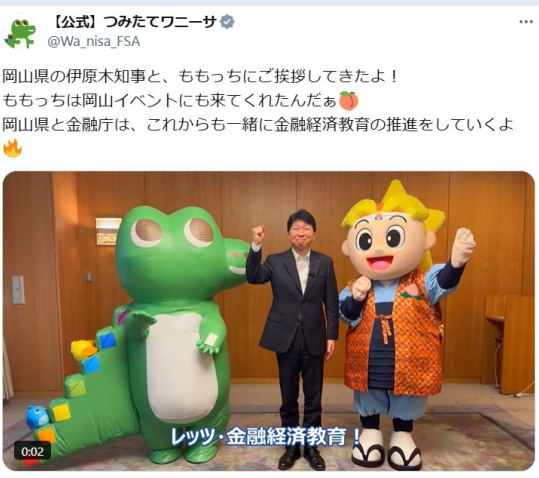 【公式】つみたてワニーサ
@Wa_nisa_FSA
岡山県の伊原木知事と、ももっちにご挨拶してきたよ！
ももっちは岡山イベントにも来てくれたんだぁ🍑
岡山県と金融庁は、これからも一緒に金融経済教育の推進をしていくよ
🔥
レッツ・金融経済教育！
0:02